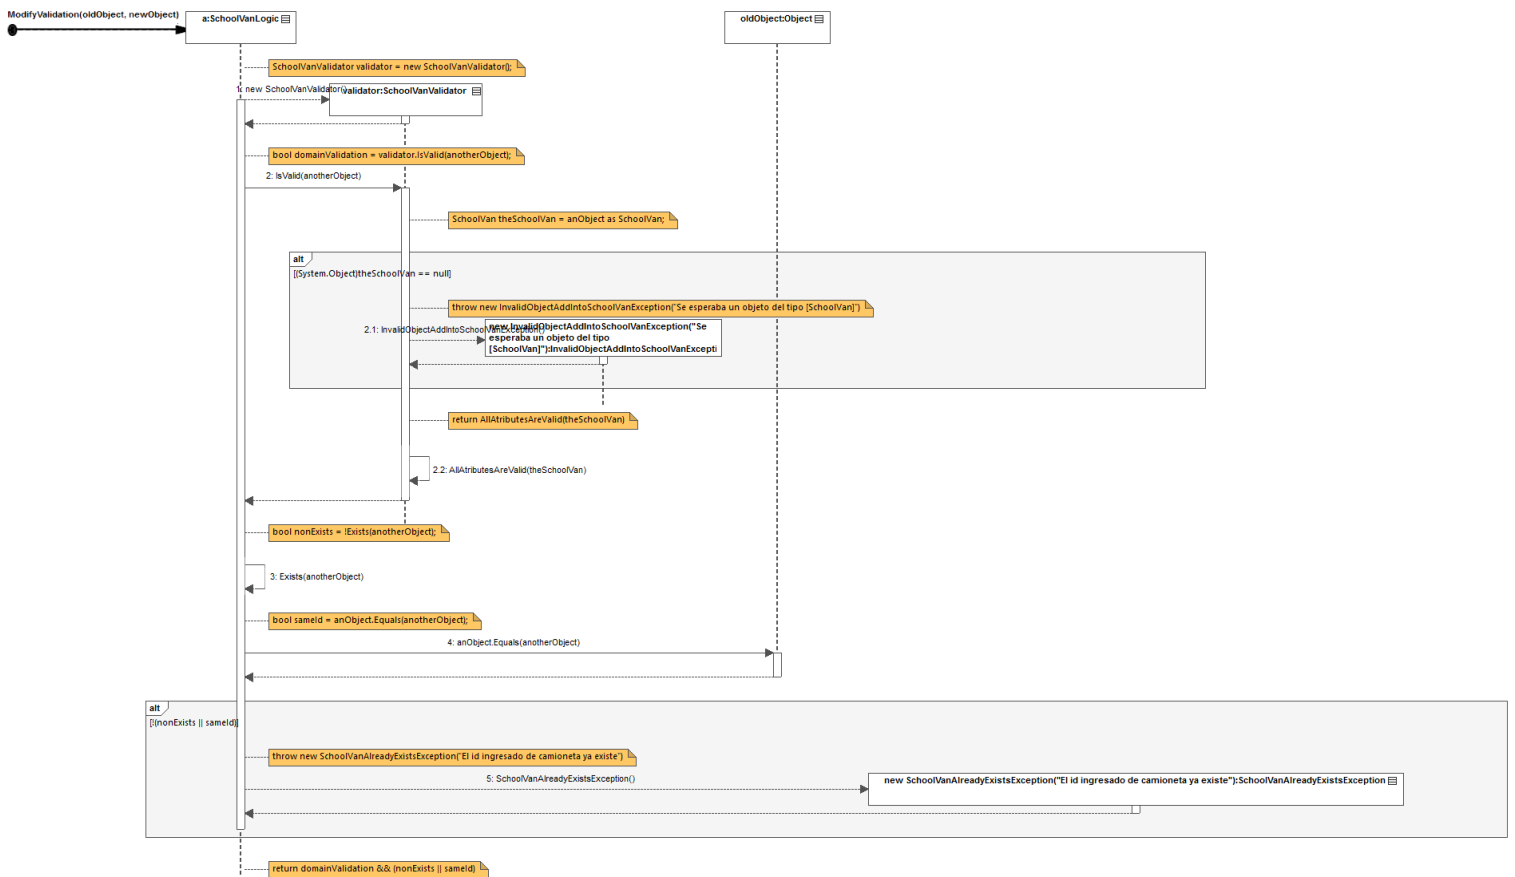 ModifyValidation(oldObject, newObject)
a:SchoolVanLogic
oldObject:Object
SchoolVanValidator validator = new SchoolVanValidator();
1: new SchoolVanValidator()
validator:SchoolVanValidator
bool domainValidation = validator.IsValid(anotherObject);
2: IsValid(anotherObject)
SchoolVan theSchoolVan = anObject as SchoolVan;
alt
[(System.Object)theSchoolVan == null]
throw new InvalidObjectAddIntoSchoolVanException("Se esperaba un objeto del tipo [SchoolVan]")
2.1: InvalidObjectAddIntoSchoolVanException()
new InvalidObjectAddIntoSchoolVanException("Se
esperaba un objeto del tipo
[SchoolVan]"):InvalidObjectAddIntoSchoolVanExcepti
return AllAtributesAreValid(theSchoolVan)
2.2: AllAtributesAreValid(theSchoolVan)
bool nonExists = !Exists(anotherObject);
3: Exists(anotherObject)
bool sameId = anObject.Equals(anotherObject);
4: anObject.Equals(anotherObject)
alt
[!(nonExists || sameId)]
throw new SchoolVanAlreadyExistsException("El id ingresado de camioneta ya existe")
5: SchoolVanAlreadyExistsException()
new SchoolVanAlreadyExistsException("El id ingresado de camioneta ya existe"):SchoolVanAlreadyExistsException
return domainValidation && (nonExists || sameId)